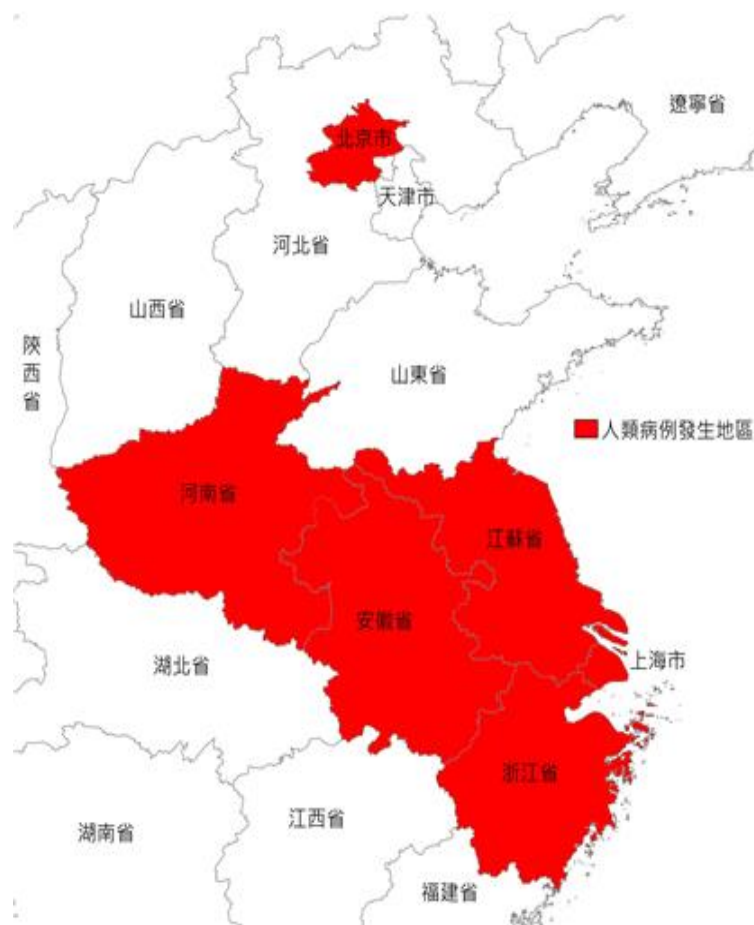 遼寧省
北京市
天津市
河北省
山西省
陝西省
山東省
人類病例發生地區
河南省
江蘇省
安徽省
湖北省
上海市
浙江省
江西省
湖南省
福建省